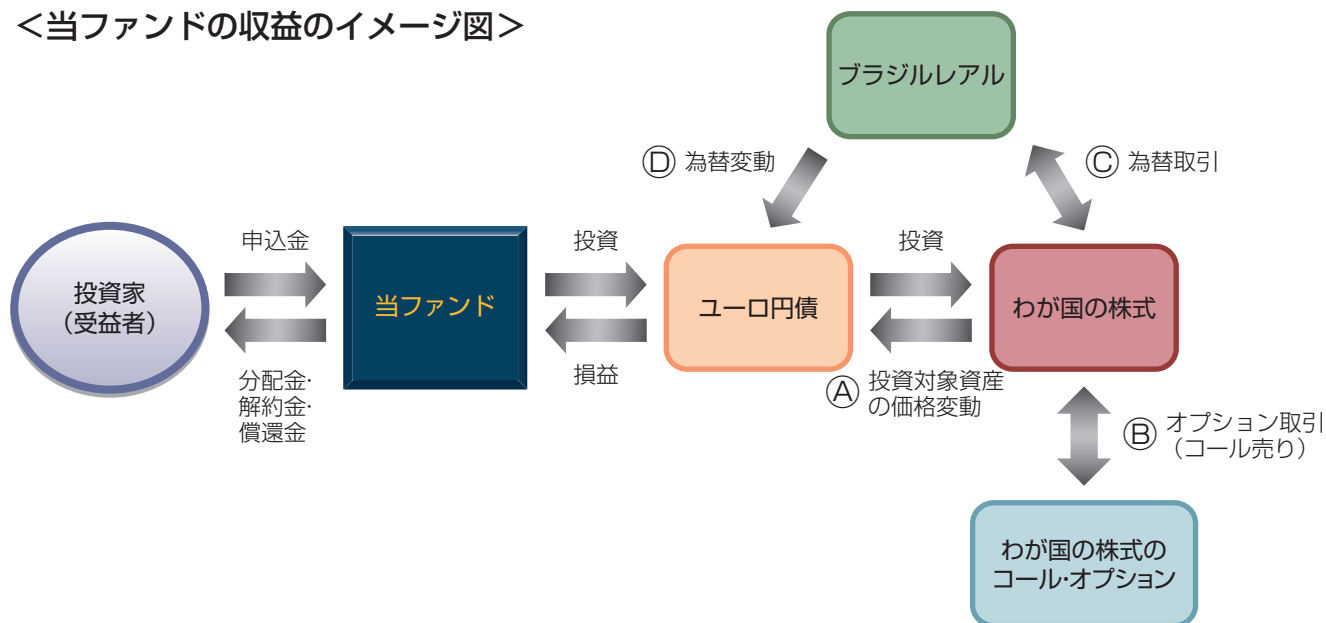 ＜当ファンドの収益のイメージ図＞
ブラジルレアル
Ⓓ 為替変動
Ⓒ 為替取引
申込金
投資
投資
投資家
（受益者）
当ファンド
ユーロ円債
わが国の株式
分配金・
解約金・
償還金
損益
Ⓐ 投資対象資産
の価格変動
Ⓑ オプション取引
（コール売り）
わが国の株式の
コール・オプション